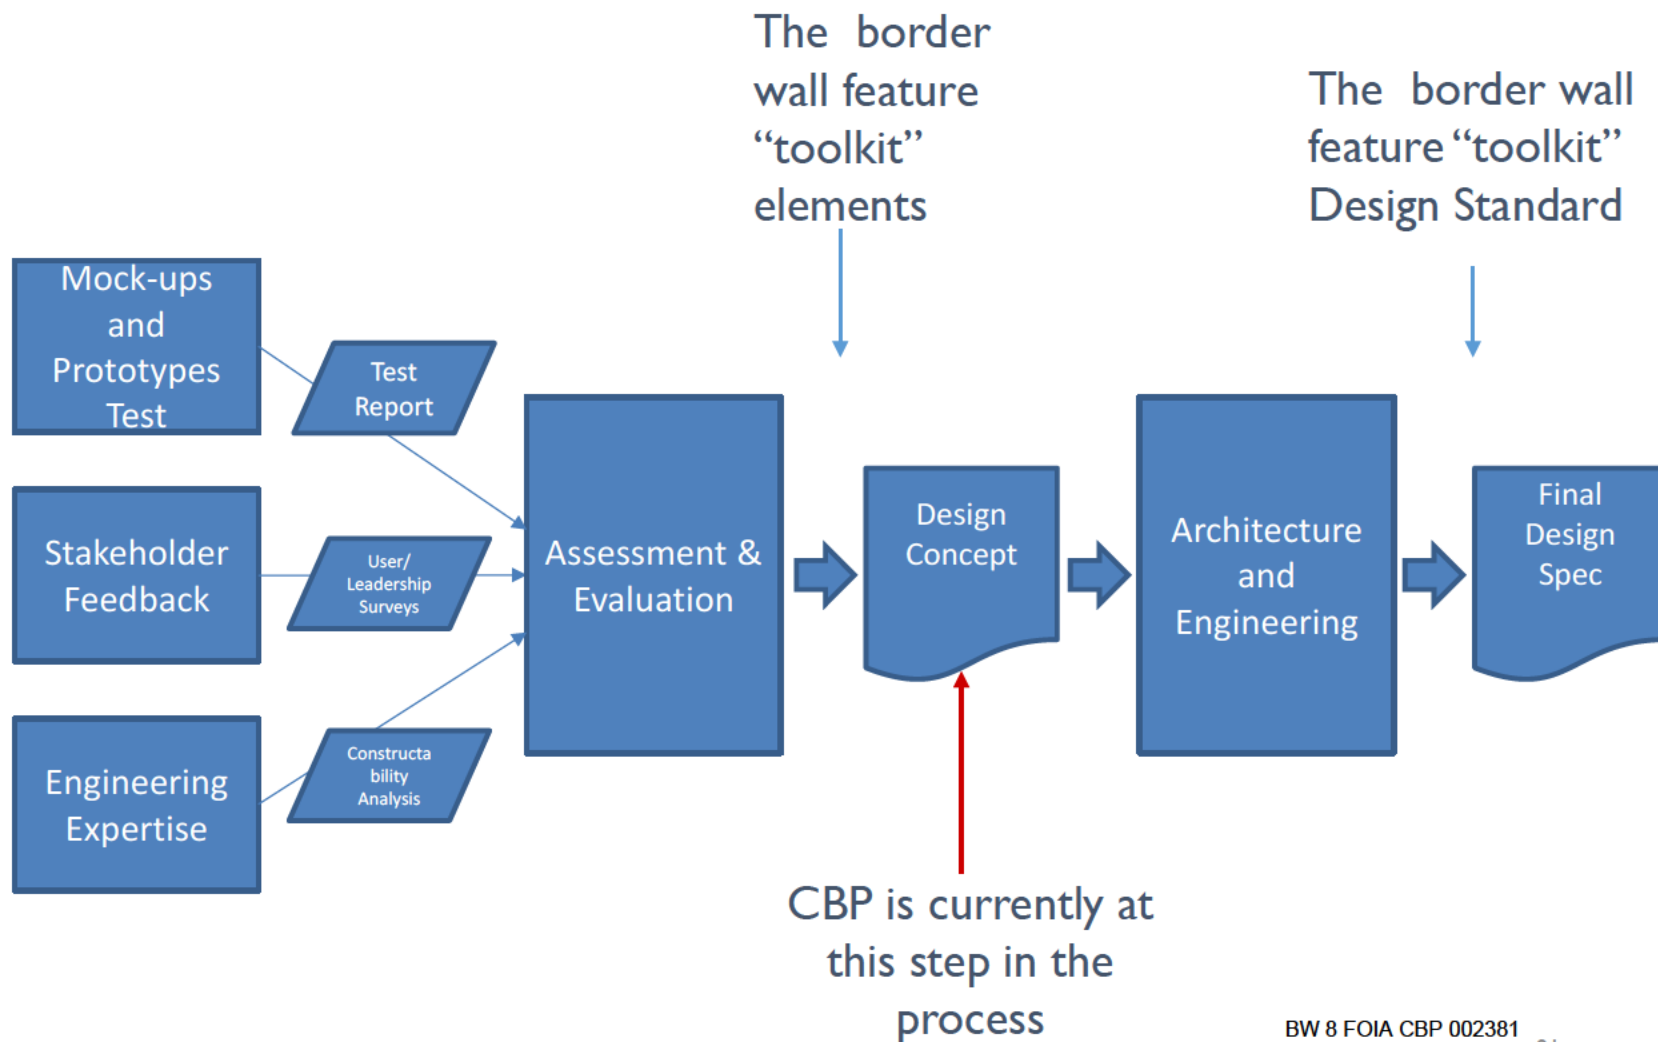 The border
wall feature
“toolkit”
elements
The border wall
feature “toolkit”
Design Standard
Mock-ups
and
Prototypes
Test
Test
Report
Stakeholder
Feedback
User/
Leadership
Surveys
Engineering
Expertise
Constructa
bility
Analysis
Assessment &
Evaluation
Design
Concept
Architecture
and
Engineering
Final
Design
Spec
CBP is currently at
this step in the
process
BW 8 FOIA CBP 002381